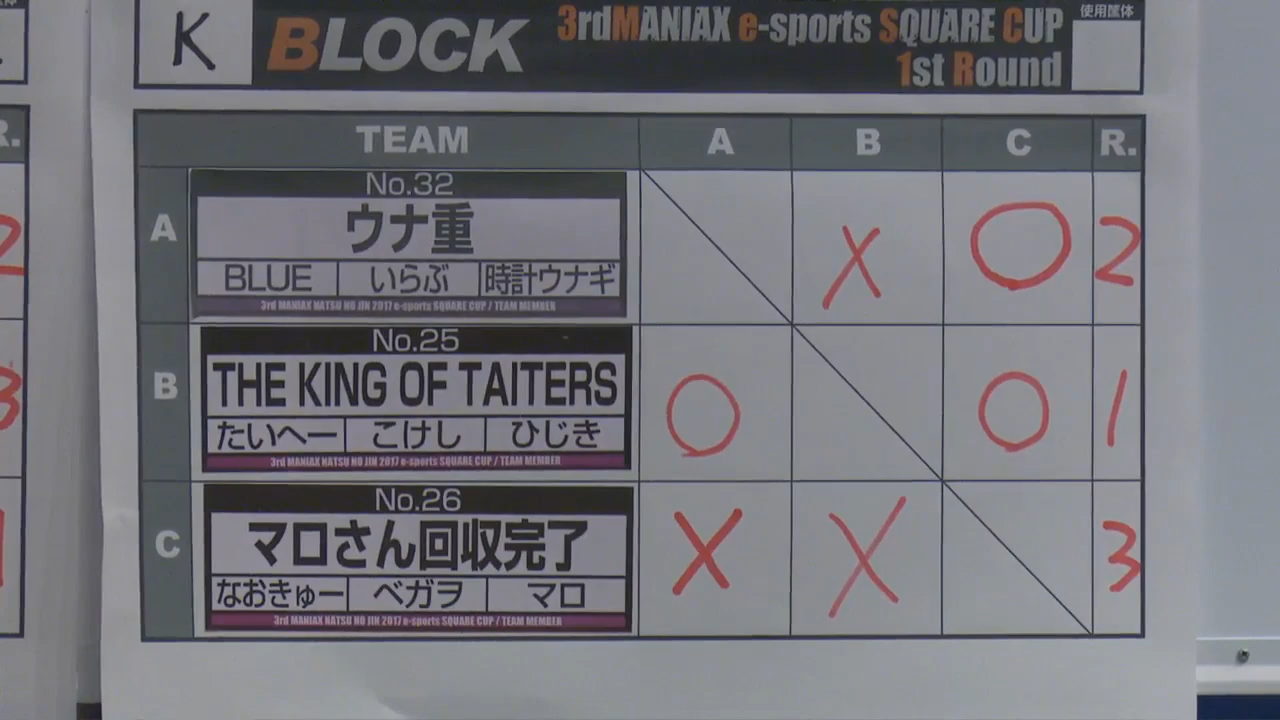 K BLOCK 3rdMANIAX e-sports SQUARE CUP
1st Round
使用筐体
TEAM A B C R.
A
No.32
ウナ重
BLUE いらぶ 時計ウナギ
3rd MANIAX NATSU NO JIN 2017 e-sports SQUARE CUP / TEAM MEMBER
X ○ 2
B
No.25
THE KING OF TAITERS
たいへー こけし ひじき
3rd MANIAX NATSU NO JIN 2017 e-sports SQUARE CUP / TEAM MEMBER
○ ○ 1
C
No.26
マロさん回収完了
なおきゅー ベガヲ マロ
3rd MANIAX NATSU NO JIN 2017 e-sports SQUARE CUP / TEAM MEMBER
X X 3
R.
2
3
1